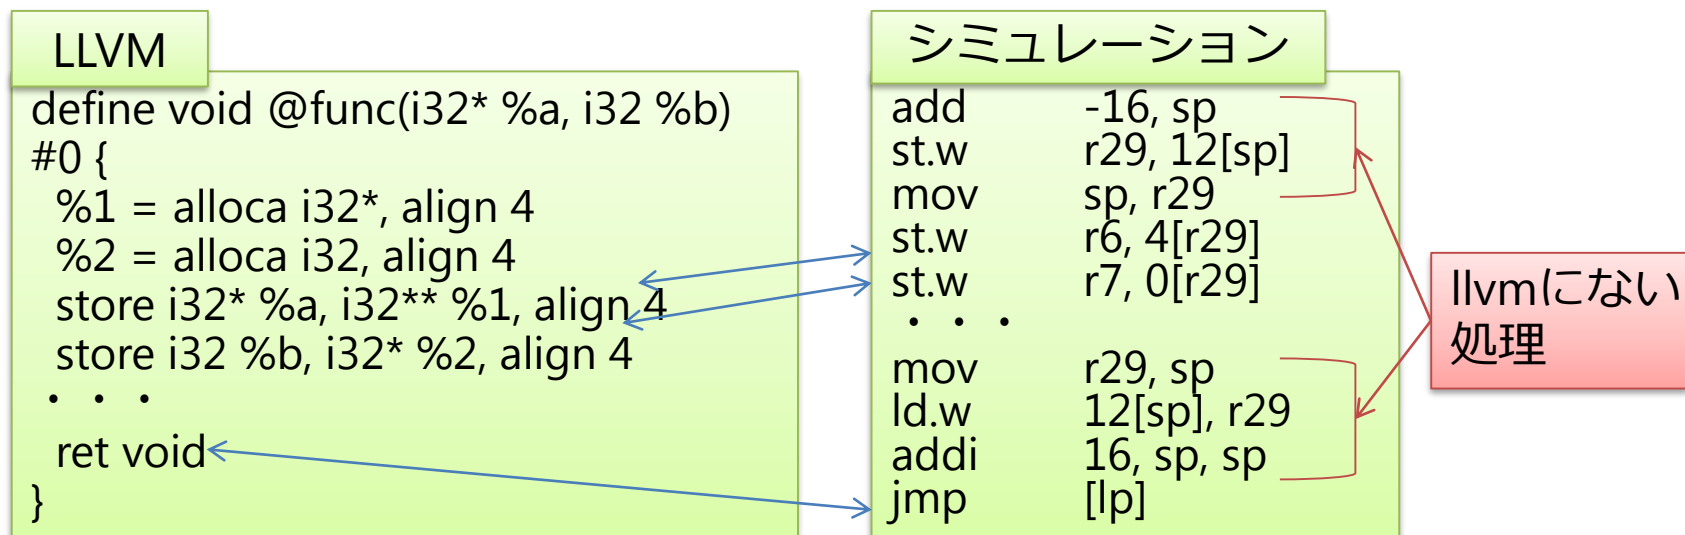 LLVM
define void @func(i32* %a, i32 %b)
#0 {
%1 = alloca i32*, align 4
%2 = alloca i32, align 4
store i32* %a, i32** %1, align 4
store i32 %b, i32* %2, align 4
・・・
ret void
}
シミュレーション
add -16, sp
st.w r29, 12[sp]
mov sp, r29
st.w r6, 4[r29]
st.w r7, 0[r29]
・・・
mov r29, sp
ld.w 12[sp], r29
addi 16, sp, sp
jmp [lp]
llvmにない
処理